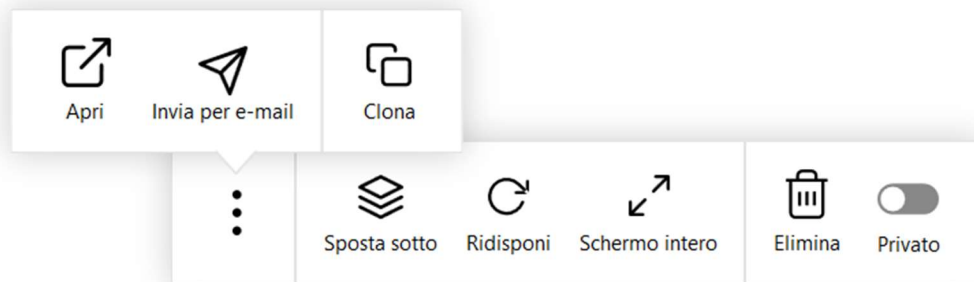 Apri
Invia per e-mail
Clona
Sposta sotto
Ridisponi
Schermo intero
Elimina
Privato